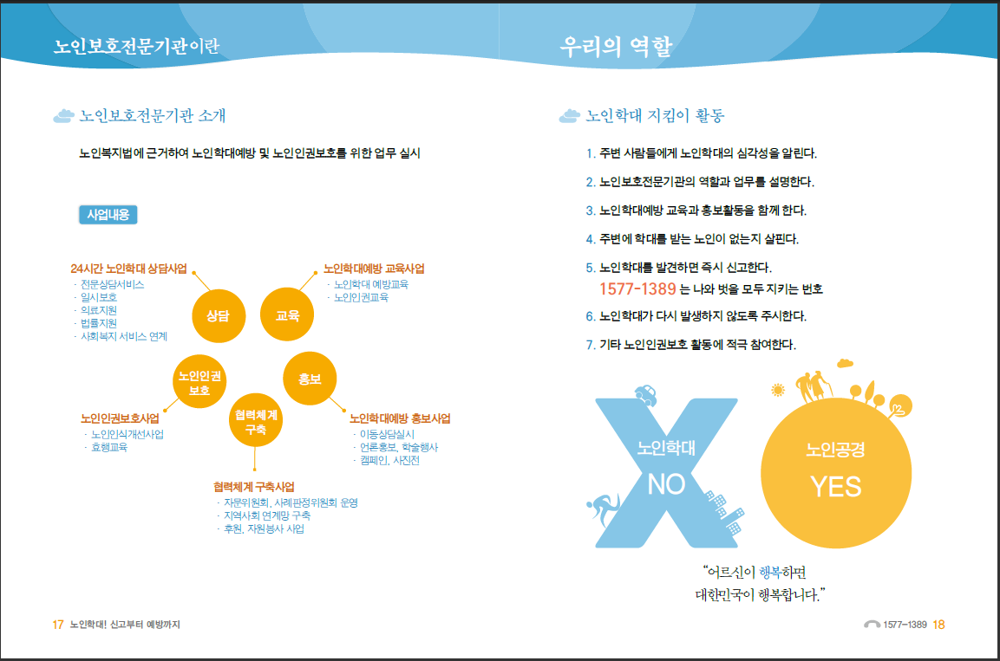 노인보호전문기관이란
노인보호전문기관 소개
노인복지법에 근거하여 노인학대예방 및 노인인권보호를 위한 업무 실시
사업내용
24시간 노인학대 상담사업
· 전문상담서비스
· 일시보호
· 의료지원
· 법률지원
· 사회복지 서비스 연계
노인학대예방 교육사업
· 노인학대 예방교육
· 노인인권교육
상담
교육
노인인권
보호
홍보
협력체계
구축
노인인권보호사업
· 노인인식개선사업
· 효행교육
노인학대예방 홍보사업
· 이동상담실시
· 언론홍보, 학술행사
· 캠페인, 사진전
협력체계 구축사업
· 자문위원회, 사례판정위원회 운영
· 지역사회 연계망 구축
· 후원, 자원봉사 사업
17 노인학대! 신고부터 예방까지
우리의 역할
노인학대 지킴이 활동
1. 주변 사람들에게 노인학대의 심각성을 알린다.
2. 노인보호전문기관의 역할과 업무를 설명한다.
3. 노인학대예방 교육과 홍보활동을 함께 한다.
4. 주변에 학대를 받는 노인이 없는지 살핀다.
5. 노인학대를 발견하면 즉시 신고한다.
1577-1389 는 나와 벗을 모두 지키는 번호
6. 노인학대가 다시 발생하지 않도록 주시한다.
7. 기타 노인인권보호 활동에 적극 참여한다.
노인학대
NO
노인공경
YES
“어르신이 행복하면
대한민국이 행복합니다.”
1577-1389 18